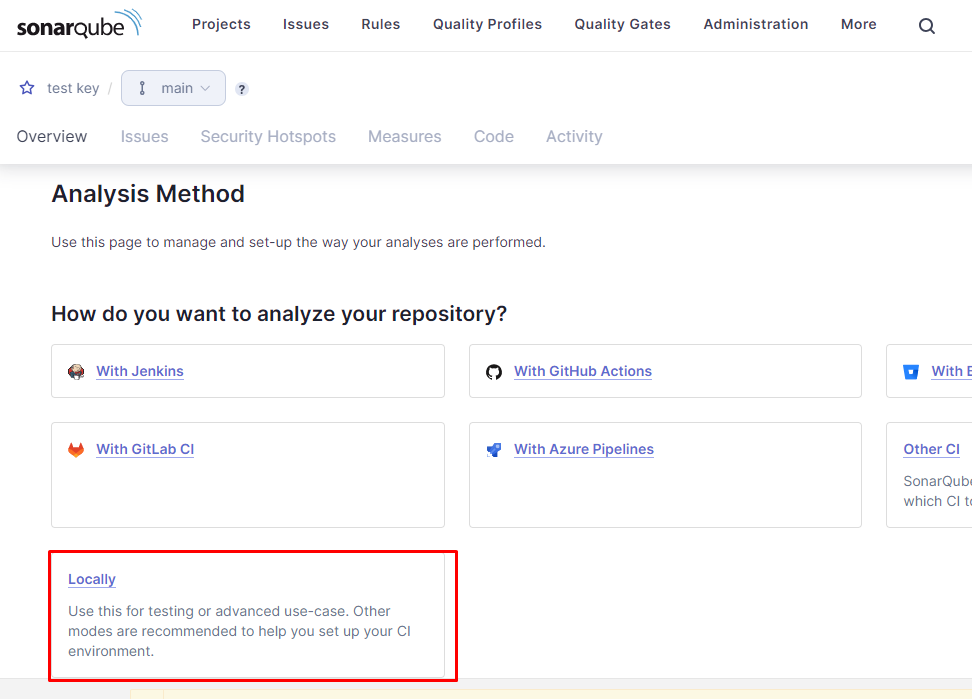 sonarqube Projects Issues Rules Quality Profiles Quality Gates Administration More
test key / main ?
Overview Issues Security Hotspots Measures Code Activity
Analysis Method
Use this page to manage and set-up the way your analyses are performed.
How do you want to analyze your repository?
With Jenkins
With GitHub Actions
With
With GitLab CI
With Azure Pipelines
Other CI
SonarQube
which CI
Locally
Use this for testing or advanced use-case. Other
modes are recommended to help you set up your CI
environment.